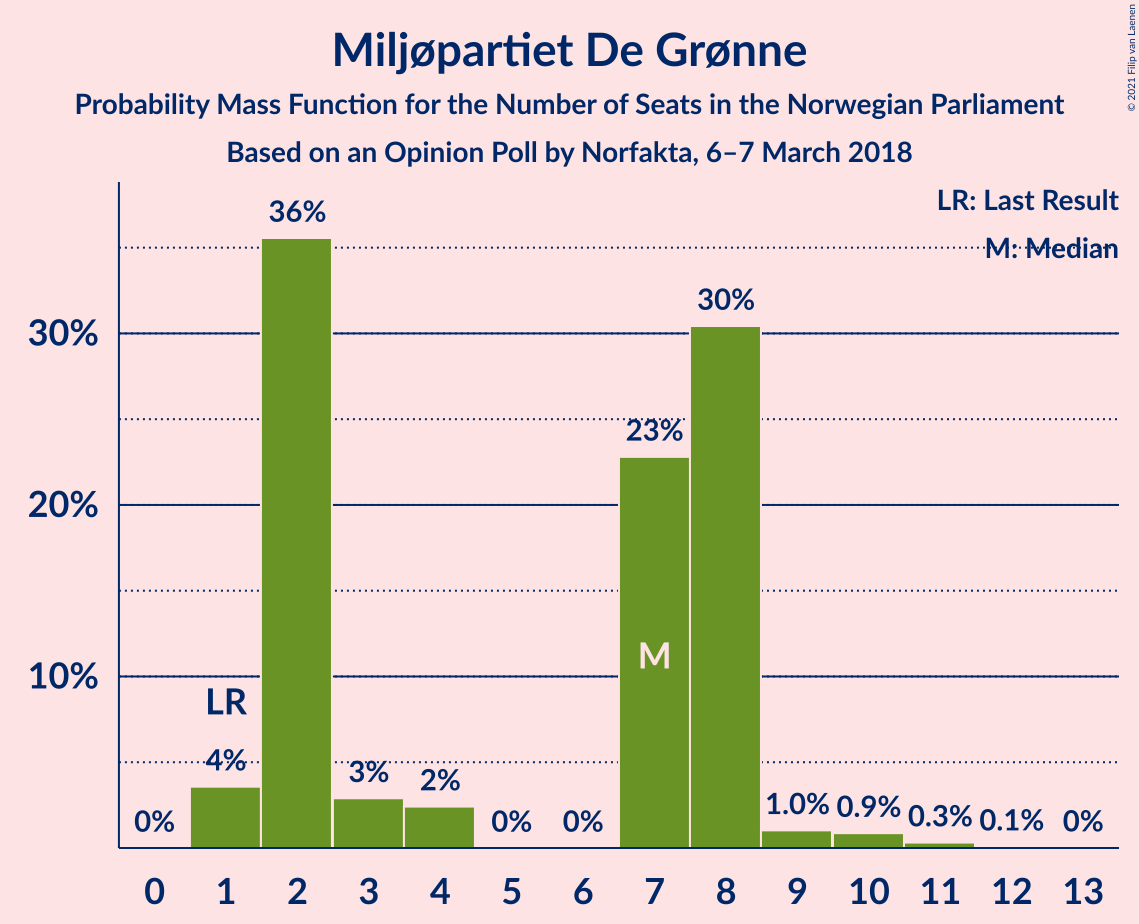 Miljøpartiet De Grønne
Probability Mass Function for the Number of Seats in the Norwegian Parliament
Based on an Opinion Poll by Norfakta, 6–7 March 2018
© 2021 Filip van Laenen
LR: Last Result
M: Median
36%
30%
30%
23%
20%
M
10%
LR
4%
3%
2%
0%
0%
0%
1.0%
0.9%
0.3%
0.1%
0%
0 1 2 3 4 5 6 7 8 9 10 11 12 13